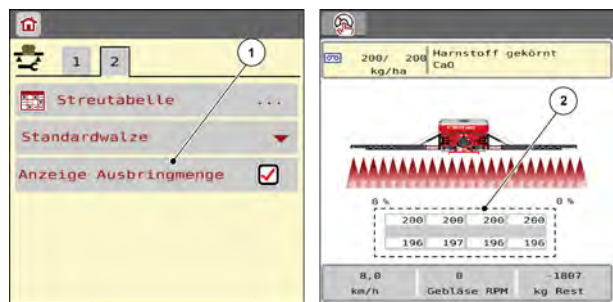 1 2
1
Streutabelle ...
Standardwalze
Anzeige Ausbringmenge
200/ 200 Harnstoff gekörnt
kg/ha CaO
2
0 % 0 %
200 200 200 200
196 197 196 196
8,0 0 -1807
km/h Gebläse RPM kg Rest